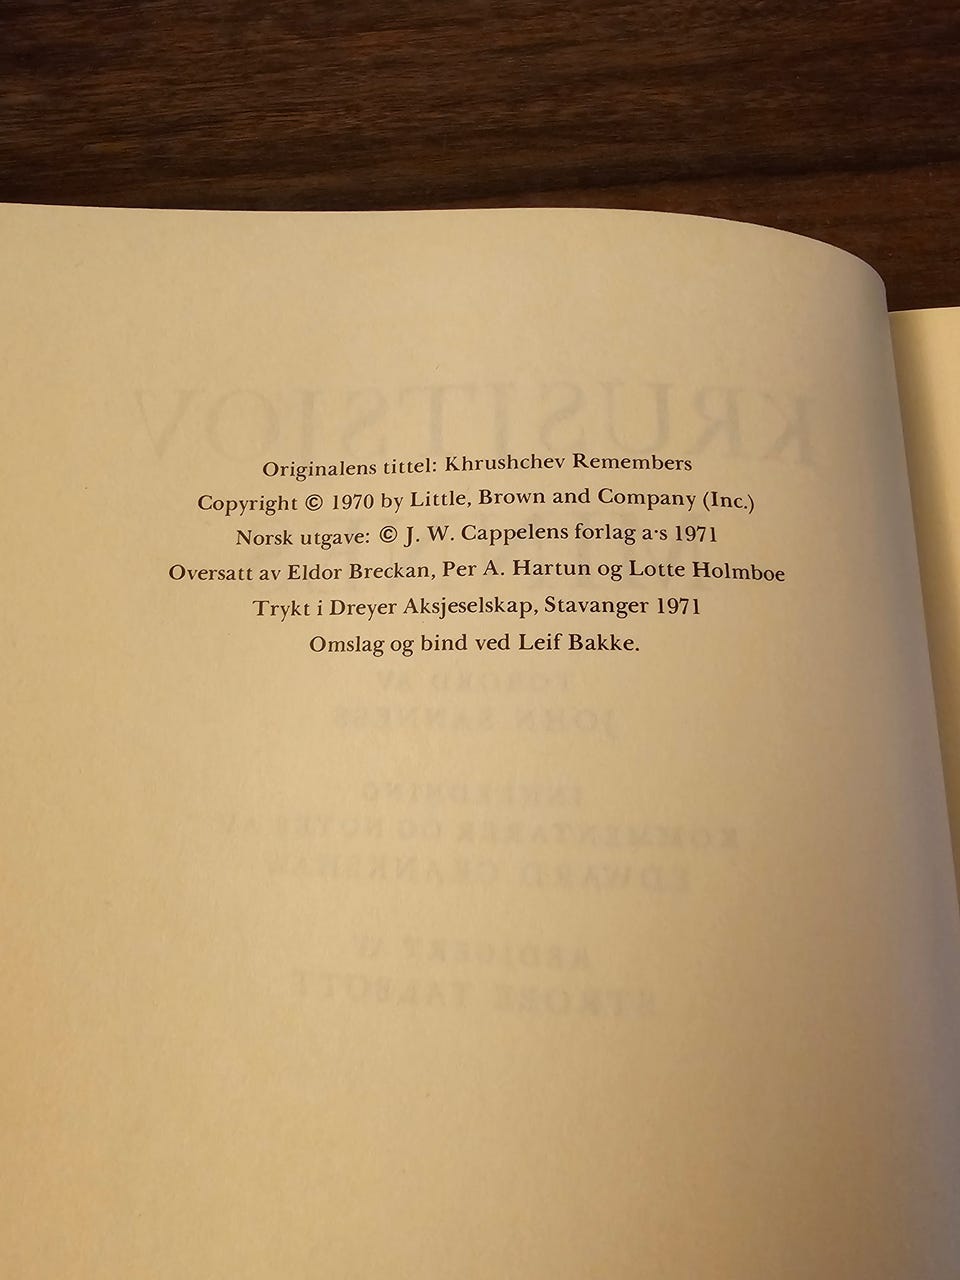 Originalens tittel: Khrushchev Remembers
Copyright © 1970 by Little, Brown and Company (Inc.)
Norsk utgave: © J. W. Cappelens forlag a·s 1971
Oversatt av Eldor Breckan, Per A. Hartun og Lotte Holmboe
Trykt i Dreyer Aksjeselskap, Stavanger 1971
Omslag og bind ved Leif Bakke.